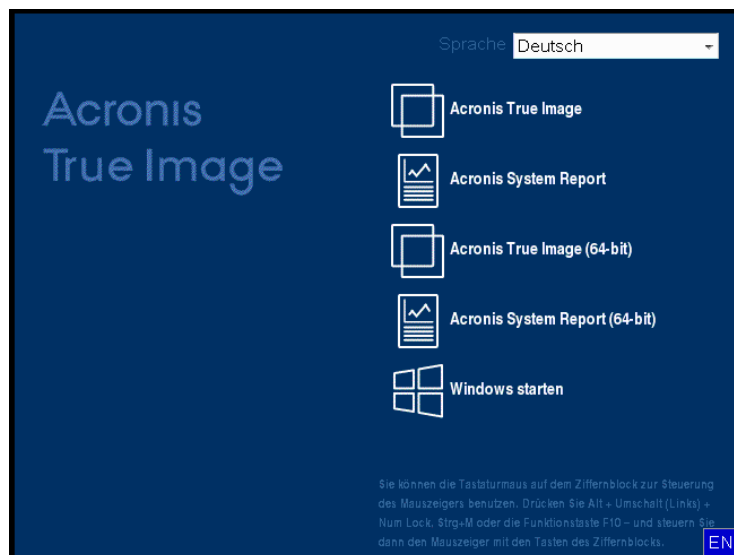 Sprache Deutsch
Acronis
True Image
Acronis True Image
Acronis System Report
Acronis True Image (64-bit)
Acronis System Report (64-bit)
Windows starten
Sie können die Tastaturmaus auf dem Ziffernblock zur Steuerung
des Mauszeigers benutzen. Drücken Sie Alt + Umschalt (Links) +
Num Lock, Strg+M oder die Funktionstaste F10 – und steuern Sie
dann den Mauszeiger mit den Tasten des Ziffernblocks.
EN